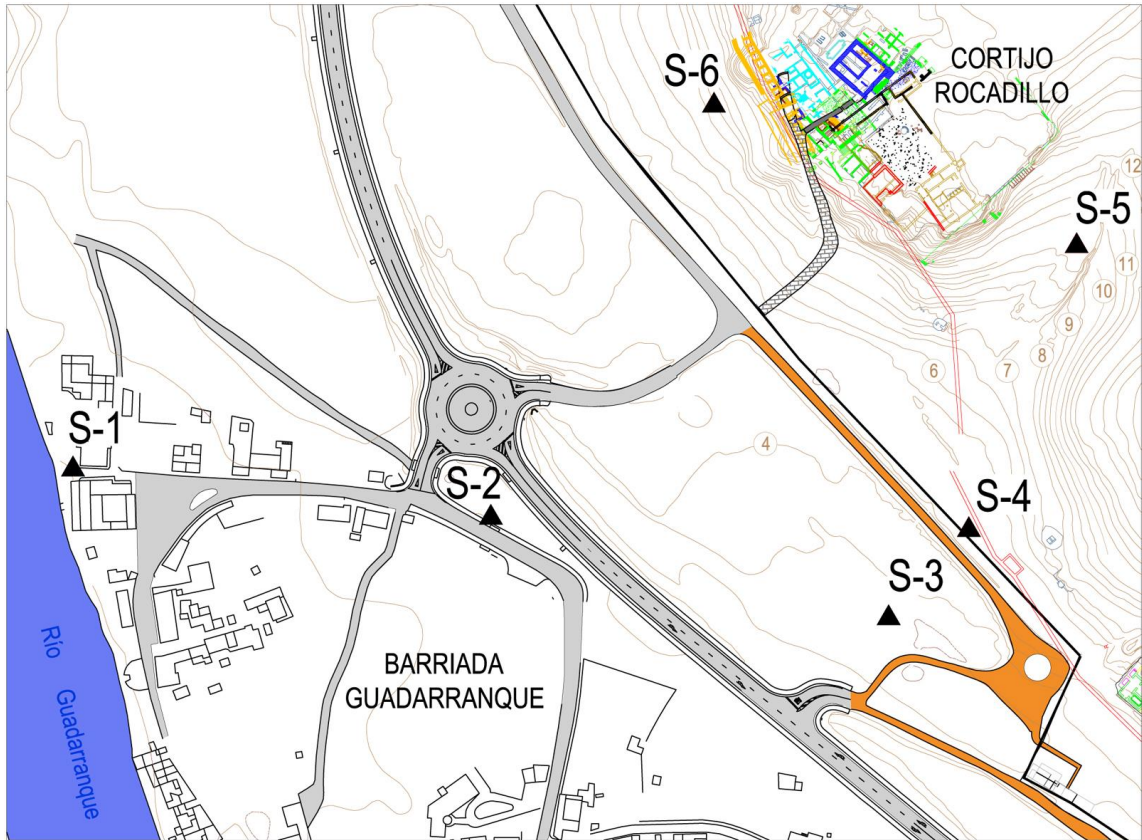 S-6
CORTIJO
ROCADILLO
12
S-5
11
10
9
8
7
6
S-1
4
S-2
S-4
S-3
Río Guadarranque
BARRIADA
GUADARRANQUE